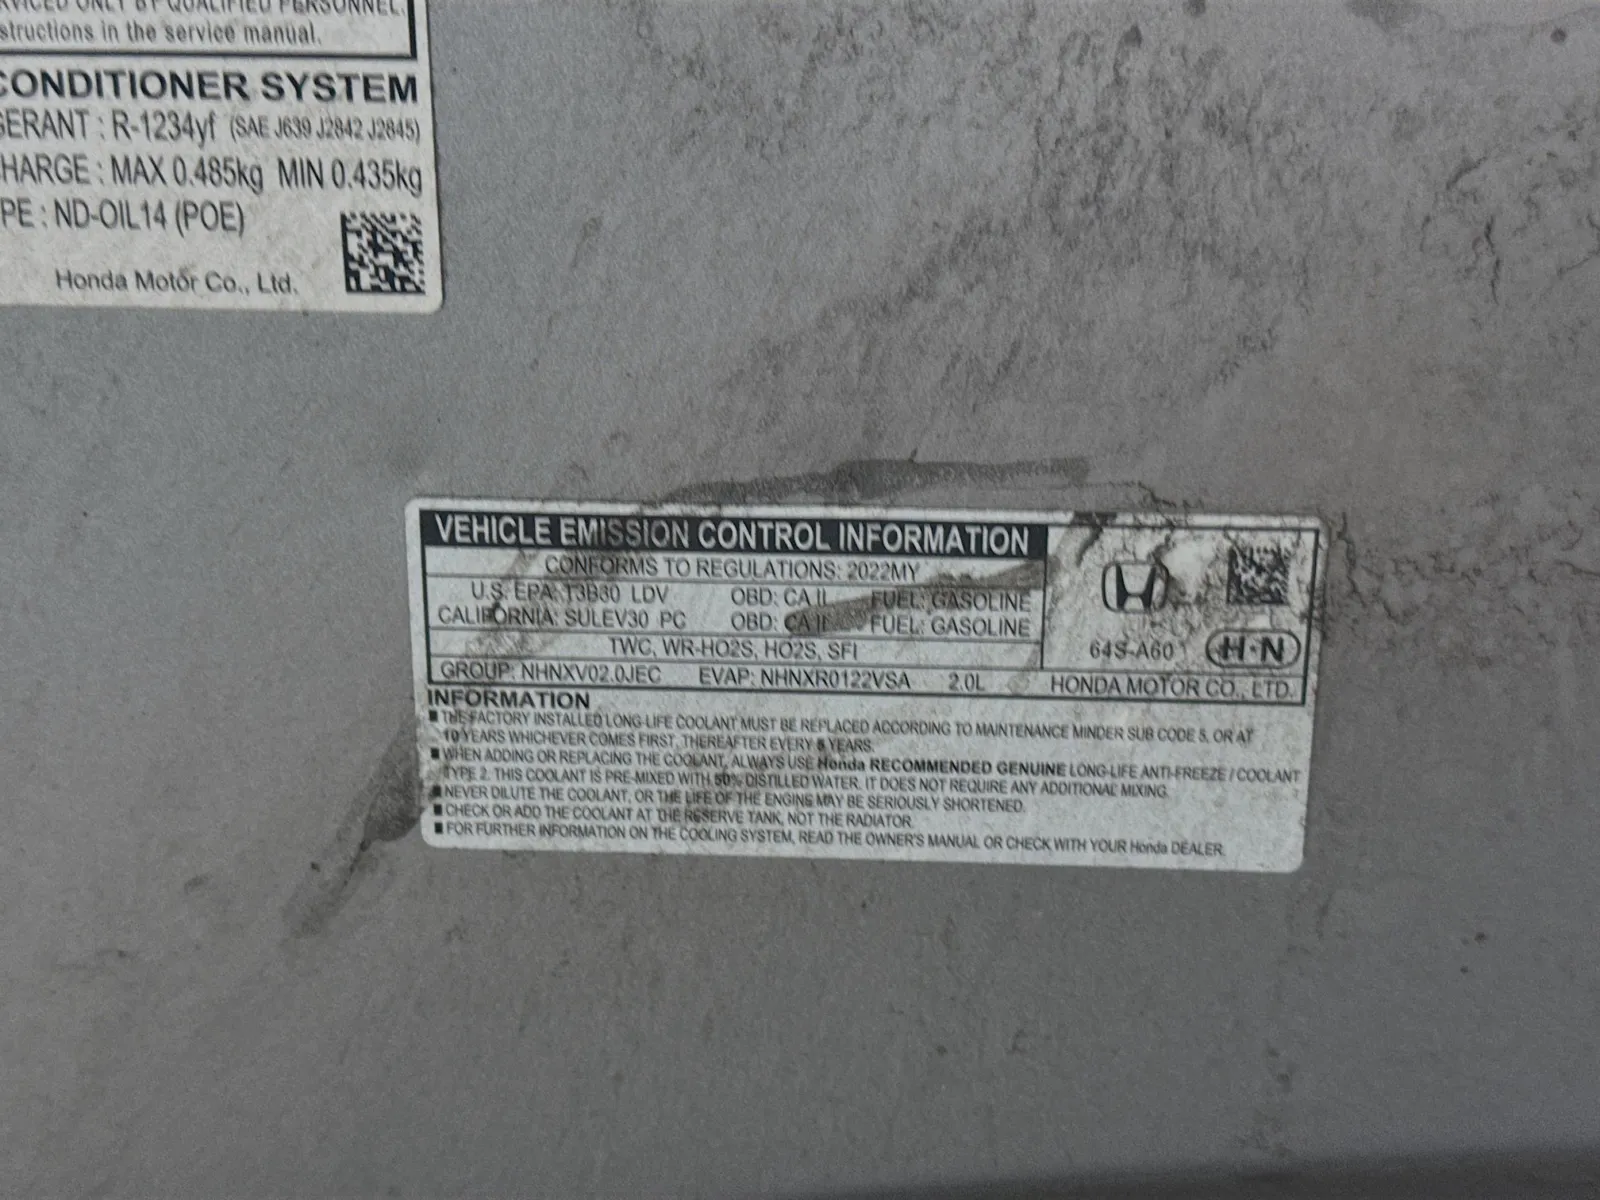 ONLY BY QUALIFIED PERSONNEL.
in the service manual.
CONDITIONER SYSTEM
: R-1234yf (SAE J639 J2842 J2845)
: MAX 0.485kg MIN 0.435kg
: ND-OIL14 (POE)
Honda Motor Co., Ltd.
VEHICLE EMISSION CONTROL INFORMATION
CONFORMS TO REGULATIONS: 2022MY
U.S. EPA: T3B30 LDV OBD: CA II FUEL: GASOLINE
CALIFORNIA: SULEV30 PC OBD: CA II FUEL: GASOLINE
TWC, WR-HO2S, HO2S, SFI
64S-A60 H·N
GROUP: NHNXV02.0JEC EVAP: NHNXR0122VSA 2.0L HONDA MOTOR CO., LTD.
INFORMATION
■ THE FACTORY INSTALLED LONG-LIFE COOLANT MUST BE REPLACED ACCORDING TO MAINTENANCE MINDER SUB CODE 5, OR AT
10 YEARS WHICHEVER COMES FIRST, THEREAFTER EVERY 5 YEARS.
■ WHEN ADDING OR REPLACING THE COOLANT, ALWAYS USE Honda RECOMMENDED GENUINE LONG-LIFE ANTI-FREEZE / COOLANT
TYPE 2. THIS COOLANT IS PRE-MIXED WITH 50% DISTILLED WATER. IT DOES NOT REQUIRE ANY ADDITIONAL MIXING.
■ NEVER DILUTE THE COOLANT, OR THE LIFE OF THE ENGINE MAY BE SERIOUSLY SHORTENED.
■ CHECK OR ADD THE COOLANT AT THE RESERVE TANK, NOT THE RADIATOR.
■ FOR FURTHER INFORMATION ON THE COOLING SYSTEM, READ THE OWNER'S MANUAL OR CHECK WITH YOUR Honda DEALER.